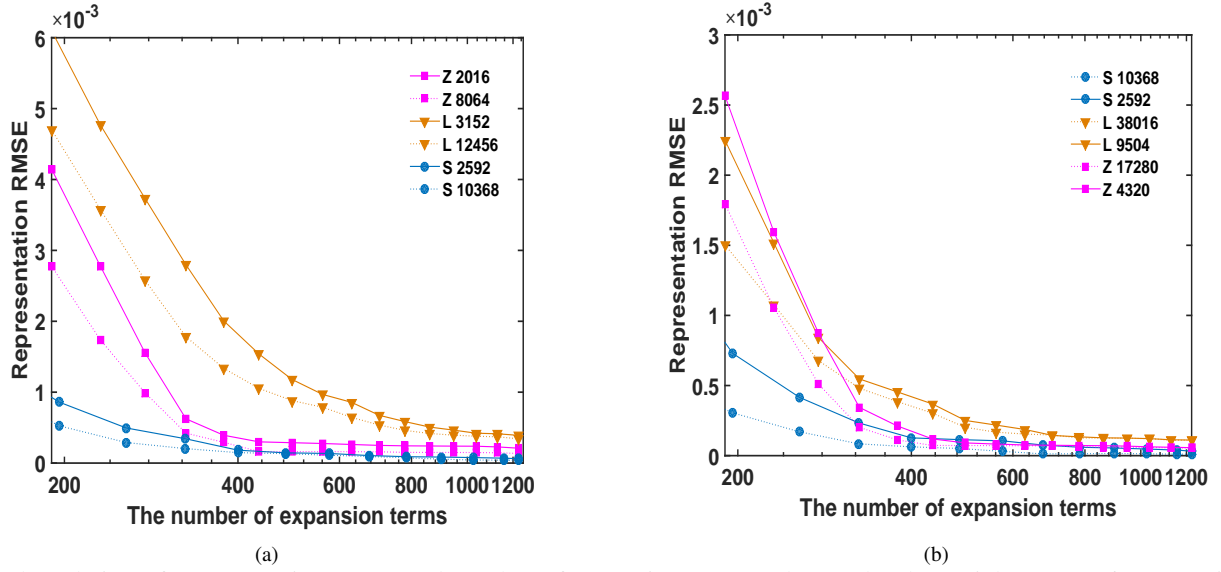 ×10⁻³
6
5
4
3
2
1
0
Representation RMSE
200 400 600 800 1000 1200
The number of expansion terms
Z 2016
Z 8064
L 3152
L 12456
S 2592
S 10368
(a)
×10⁻³
3
2.5
2
1.5
1
0.5
0
Representation RMSE
200 400 600 800 1000 1200
The number of expansion terms
S 10368
S 2592
L 38016
L 9504
Z 17280
Z 4320
(b)